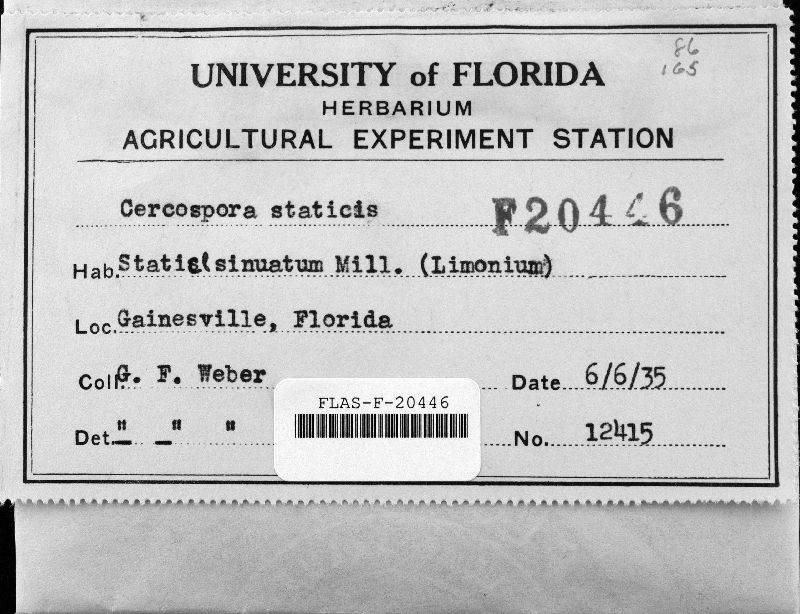 86
165
UNIVERSITY of FLORIDA
HERBARIUM
AGRICULTURAL EXPERIMENT STATION
Cercospora staticis F20446
Hab. Statice sinuatum Mill. (Limonium)
Loc. Gainesville, Florida
Coll. G. F. Weber Date 6/6/35
Det. " " " No. 12415
FLAS-F-20446